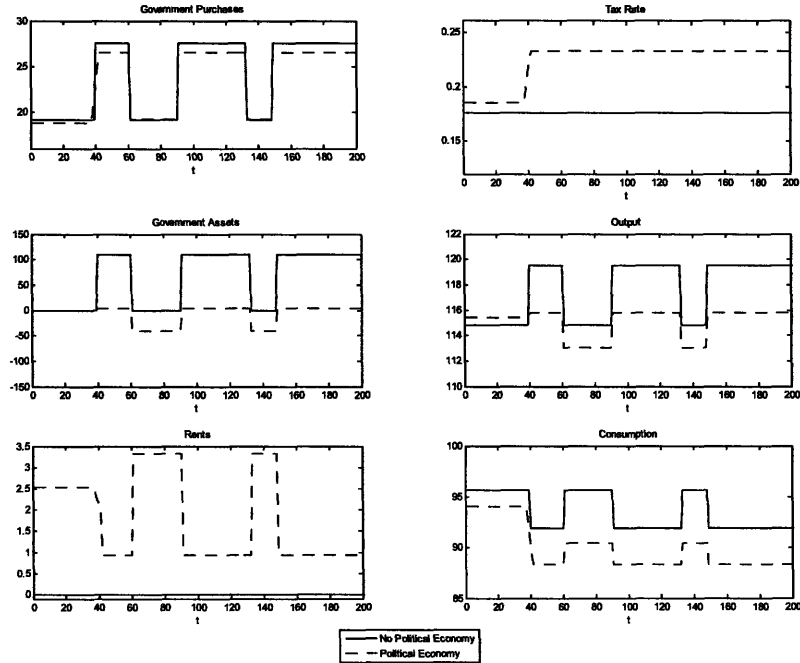 Government Purchases
30
25
20
0 20 40 60 80 100 120 140 160 180 200
t
Tax Rate
0.25
0.2
0.15
0 20 40 60 80 100 120 140 160 180 200
t
Government Assets
150
100
50
0
-50
-100
-150
0 20 40 60 80 100 120 140 160 180 200
t
Output
120
118
116
114
112
110
0 20 40 60 80 100 120 140 160 180 200
t
Rents
3.5
3
2.5
2
1.5
1
0.5
0
0 20 40 60 80 100 120 140 160 180 200
t
Consumption
100
95
90
85
0 20 40 60 80 100 120 140 160 180 200
t
No Political Economy
Political Economy